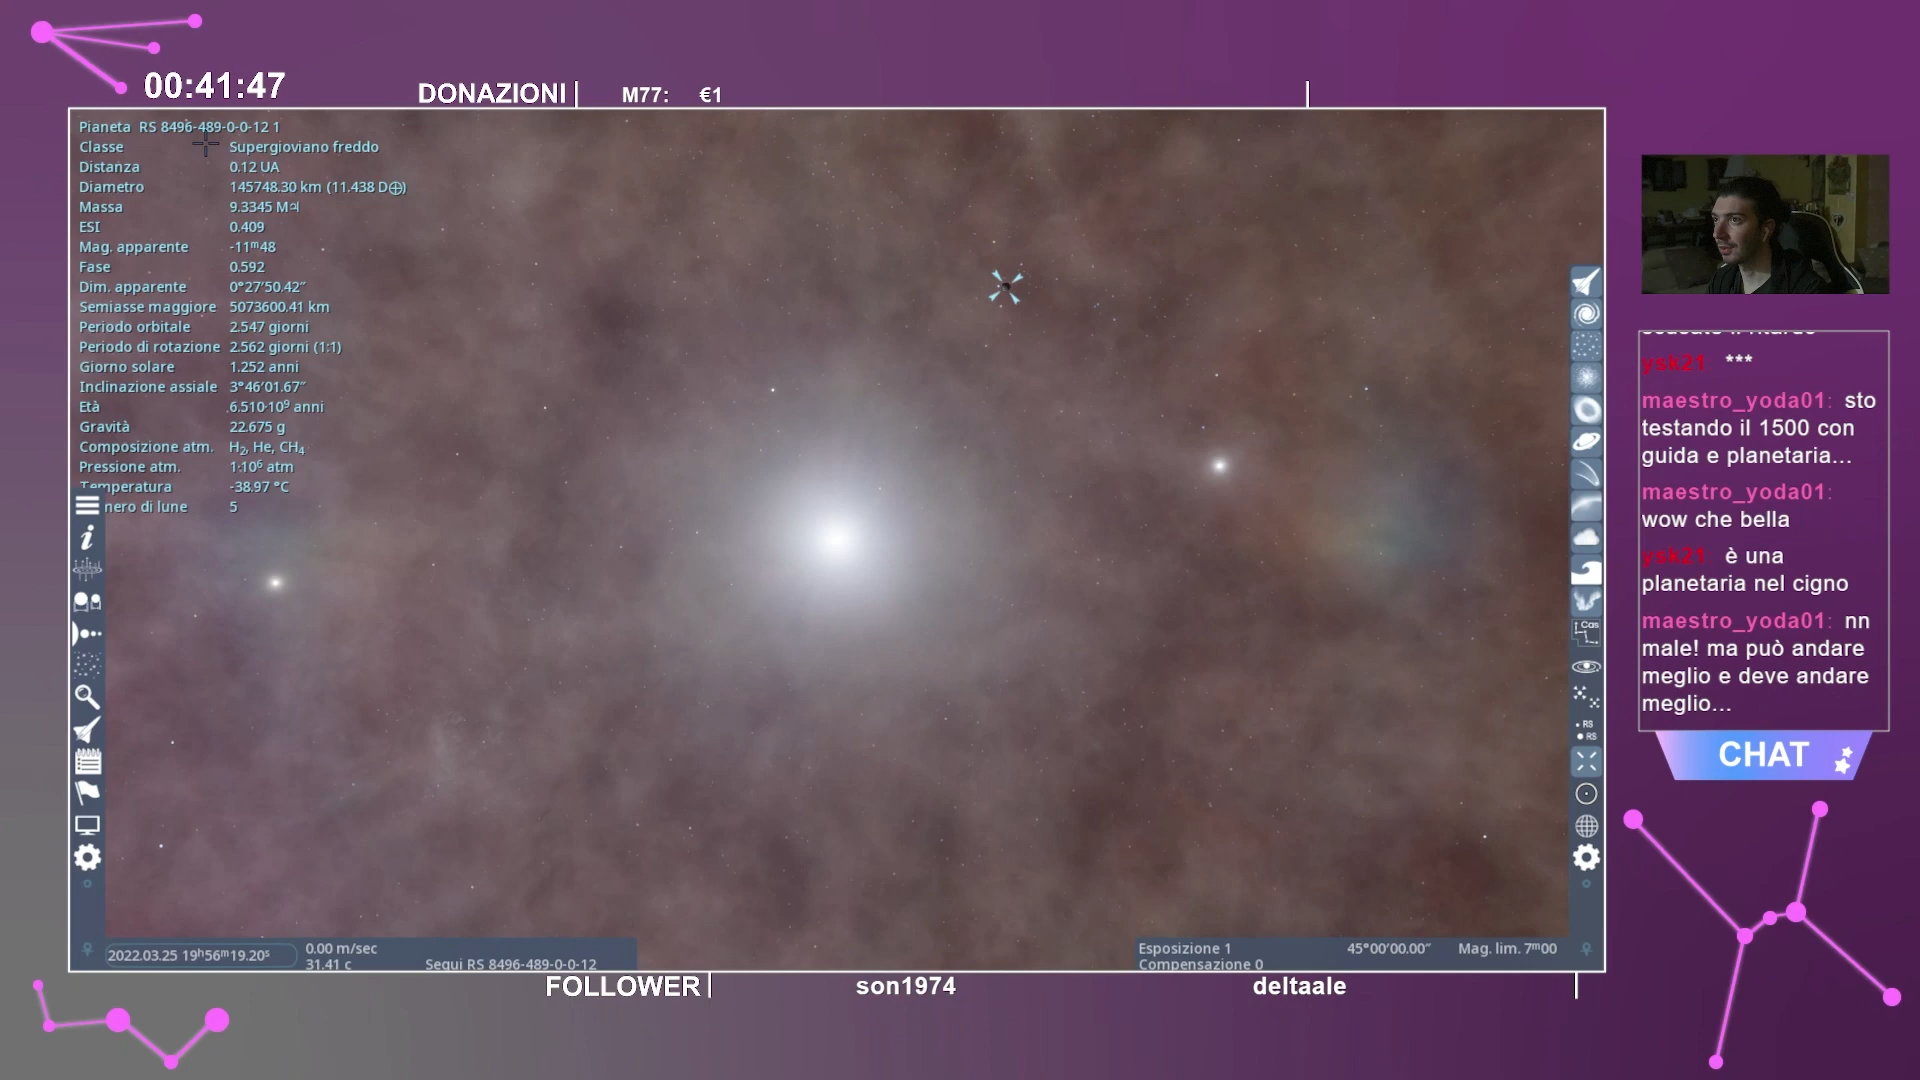 00:41:47
DONAZIONI
M77: €1
Pianeta RS 8496-489-0-0-12 1
Classe Supergioviano freddo
Distanza 0.12 UA
Diametro 145748.30 km (11.438 D⊕)
Massa 9.3345 M♃
ESI 0.409
Mag. apparente -11ᵐ48
Fase 0.592
Dim. apparente 0°27′50.42″
Semiasse maggiore 5073600.41 km
Periodo orbitale 2.547 giorni
Periodo di rotazione 2.562 giorni (1:1)
Giorno solare 1.252 anni
Inclinazione assiale 3°46′01.67″
Età 6.510·10⁹ anni
Gravità 22.675 g
Composizione atm. H₂, He, CH₄
Pressione atm. 1·10⁶ atm
Temperatura -38.97 °C
mero di lune 5
Cas
RS
RS
2022.03.25 19ʰ56ᵐ19.20ˢ
0.00 m/sec
31.41 c
Segui RS 8496-489-0-0-12
Esposizione 1
45°00′00.00″
Mag. lim. 7ᵐ00
Compensazione 0
FOLLOWER
son1974
deltaale
ysk21: ***
maestro_yoda01: sto
testando il 1500 con
guida e planetaria...
maestro_yoda01:
wow che bella
ysk21: è una
planetaria nel cigno
maestro_yoda01: nn
male! ma può andare
meglio e deve andare
meglio...
CHAT